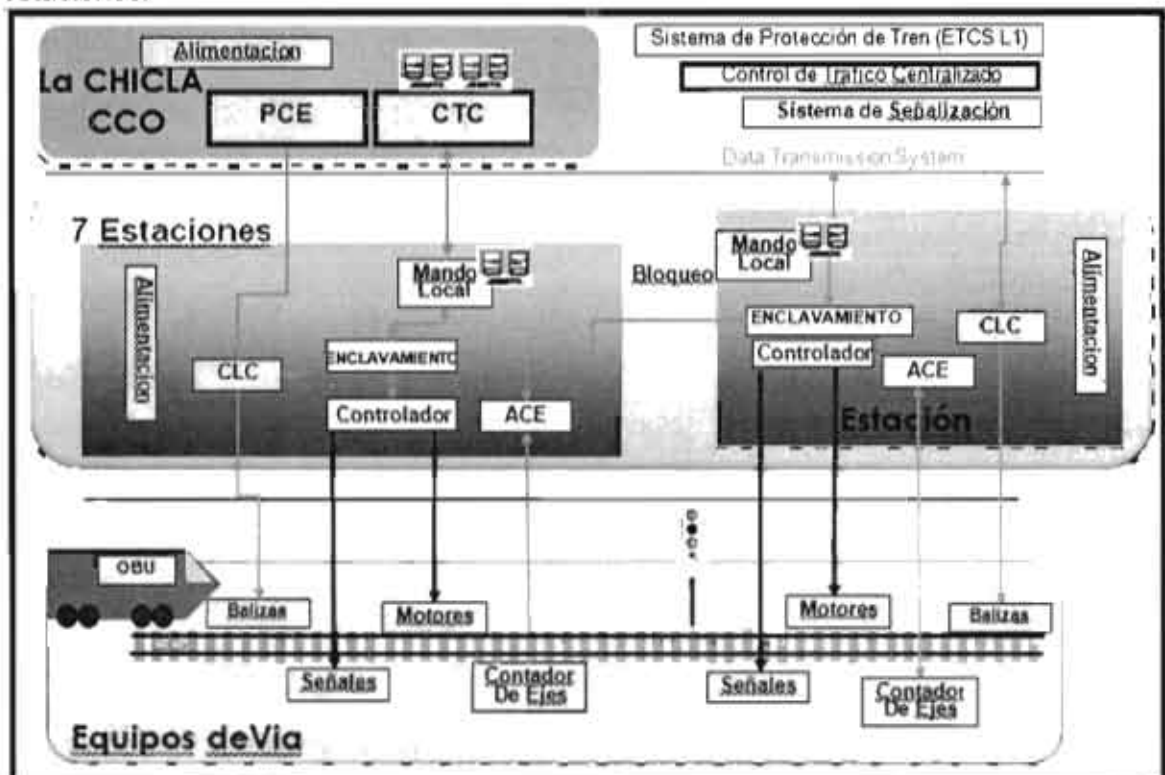 Alimentacion
La CHICLA
CCO
PCE
CTC
Sistema de Protección de Tren (ETCS L1)
Control de Trafico Centralizado
Sistema de Señalización
Data Transmission System
7 Estaciones
Alimentacion
Mando
Local
CLC
ENCLAVAMIENTO
Controlador
ACE
Bloqueo
Mando
Local
ENCLAVAMIENTO
Controlador
ACE
CLC
Alimentacion
Estación
OBU
Balizas
Motores
Motores
Balizas
Señales
Contador
De Ejes
Señales
Contador
De Ejes
Equipos deVia